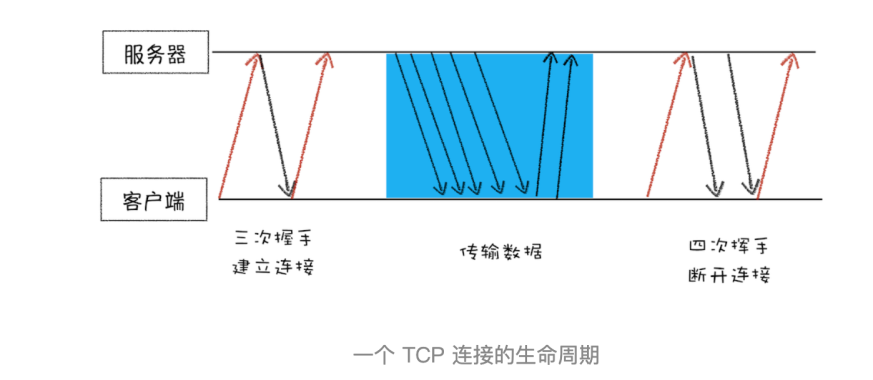 服务器
客户端
三次握手
建立连接
传输数据
四次挥手
断开连接
一个 TCP 连接的生命周期